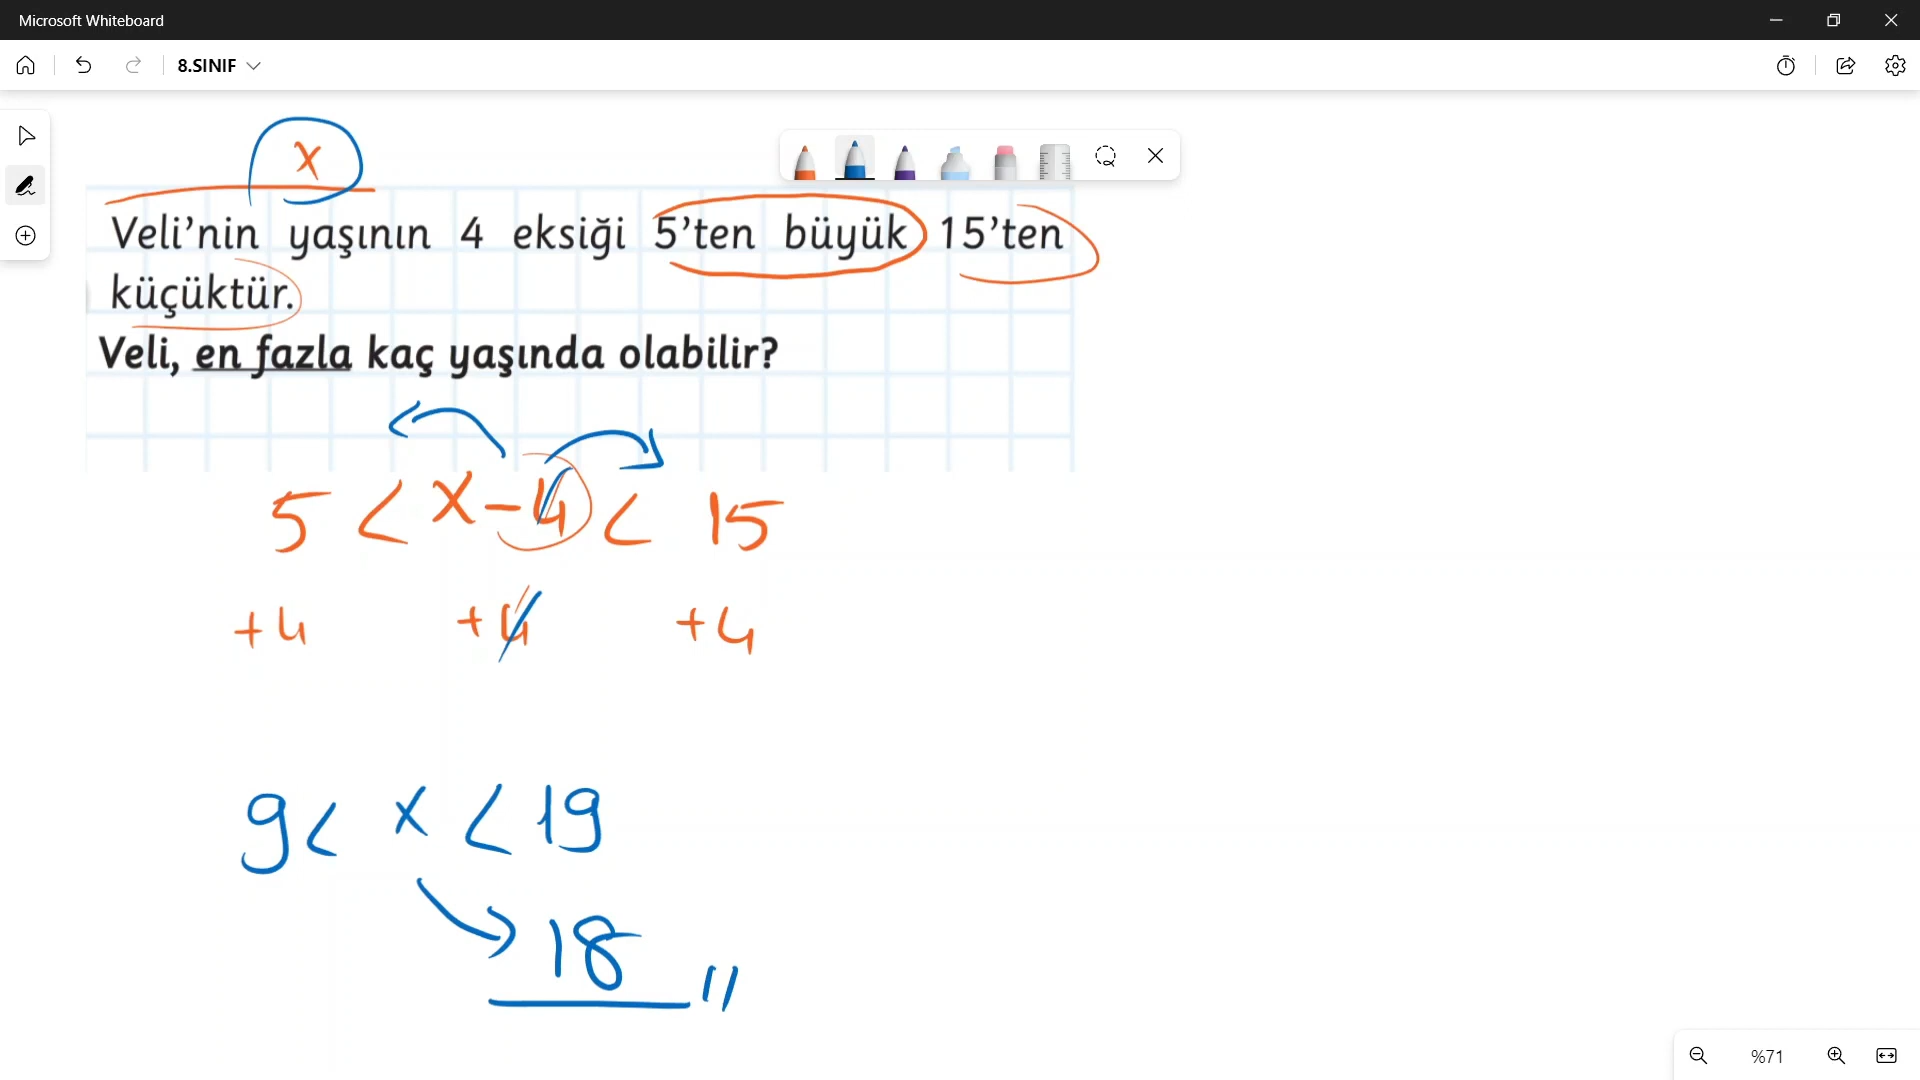 Microsoft Whiteboard
8.SINIF
x
Veli’nin yaşının 4 eksiği 5’ten büyük 15’ten
küçüktür.
Veli, en fazla kaç yaşında olabilir?
5 < x - 4 < 15
+4 +4 +4
9 < x < 19
18 //
%71